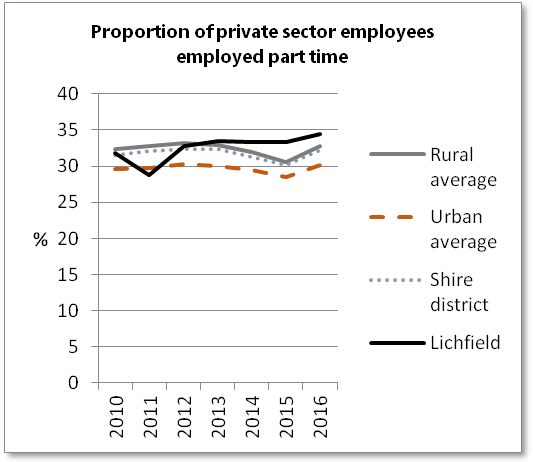 Proportion of private sector employees
employed part time
40
35
30
25
20
15
10
5
0
%
2010
2011
2012
2013
2014
2015
2016
Rural
average
Urban
average
Shire
district
Lichfield